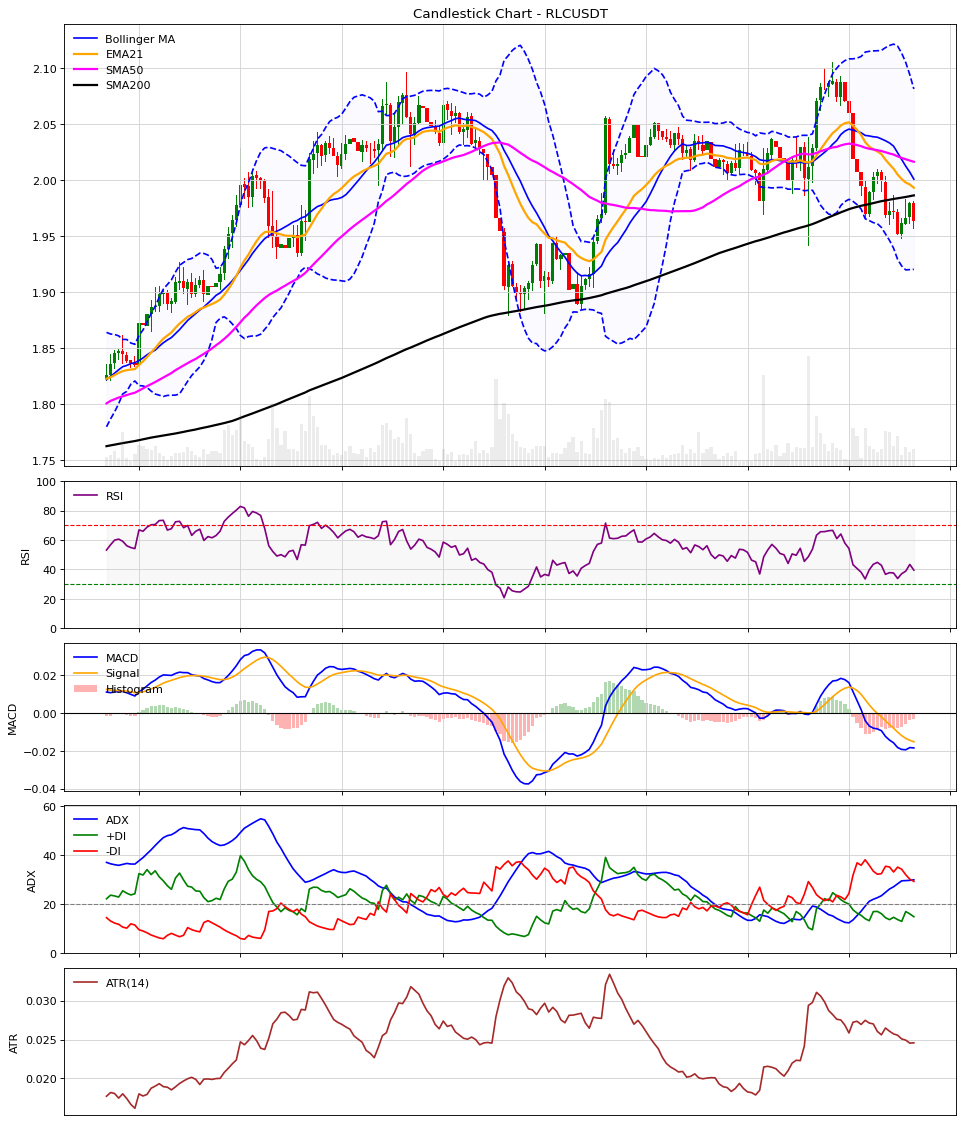 Candlestick Chart - RLCUSDT
Bollinger MA
EMA21
SMA50
SMA200
2.10
2.05
2.00
1.95
1.90
1.85
1.80
1.75
RSI
RSI
100
80
60
40
20
0
MACD
Signal
Histogram
MACD
0.02
0.00
−0.02
−0.04
ADX
+DI
-DI
ADX
60
40
20
0
ATR(14)
ATR
0.030
0.025
0.020